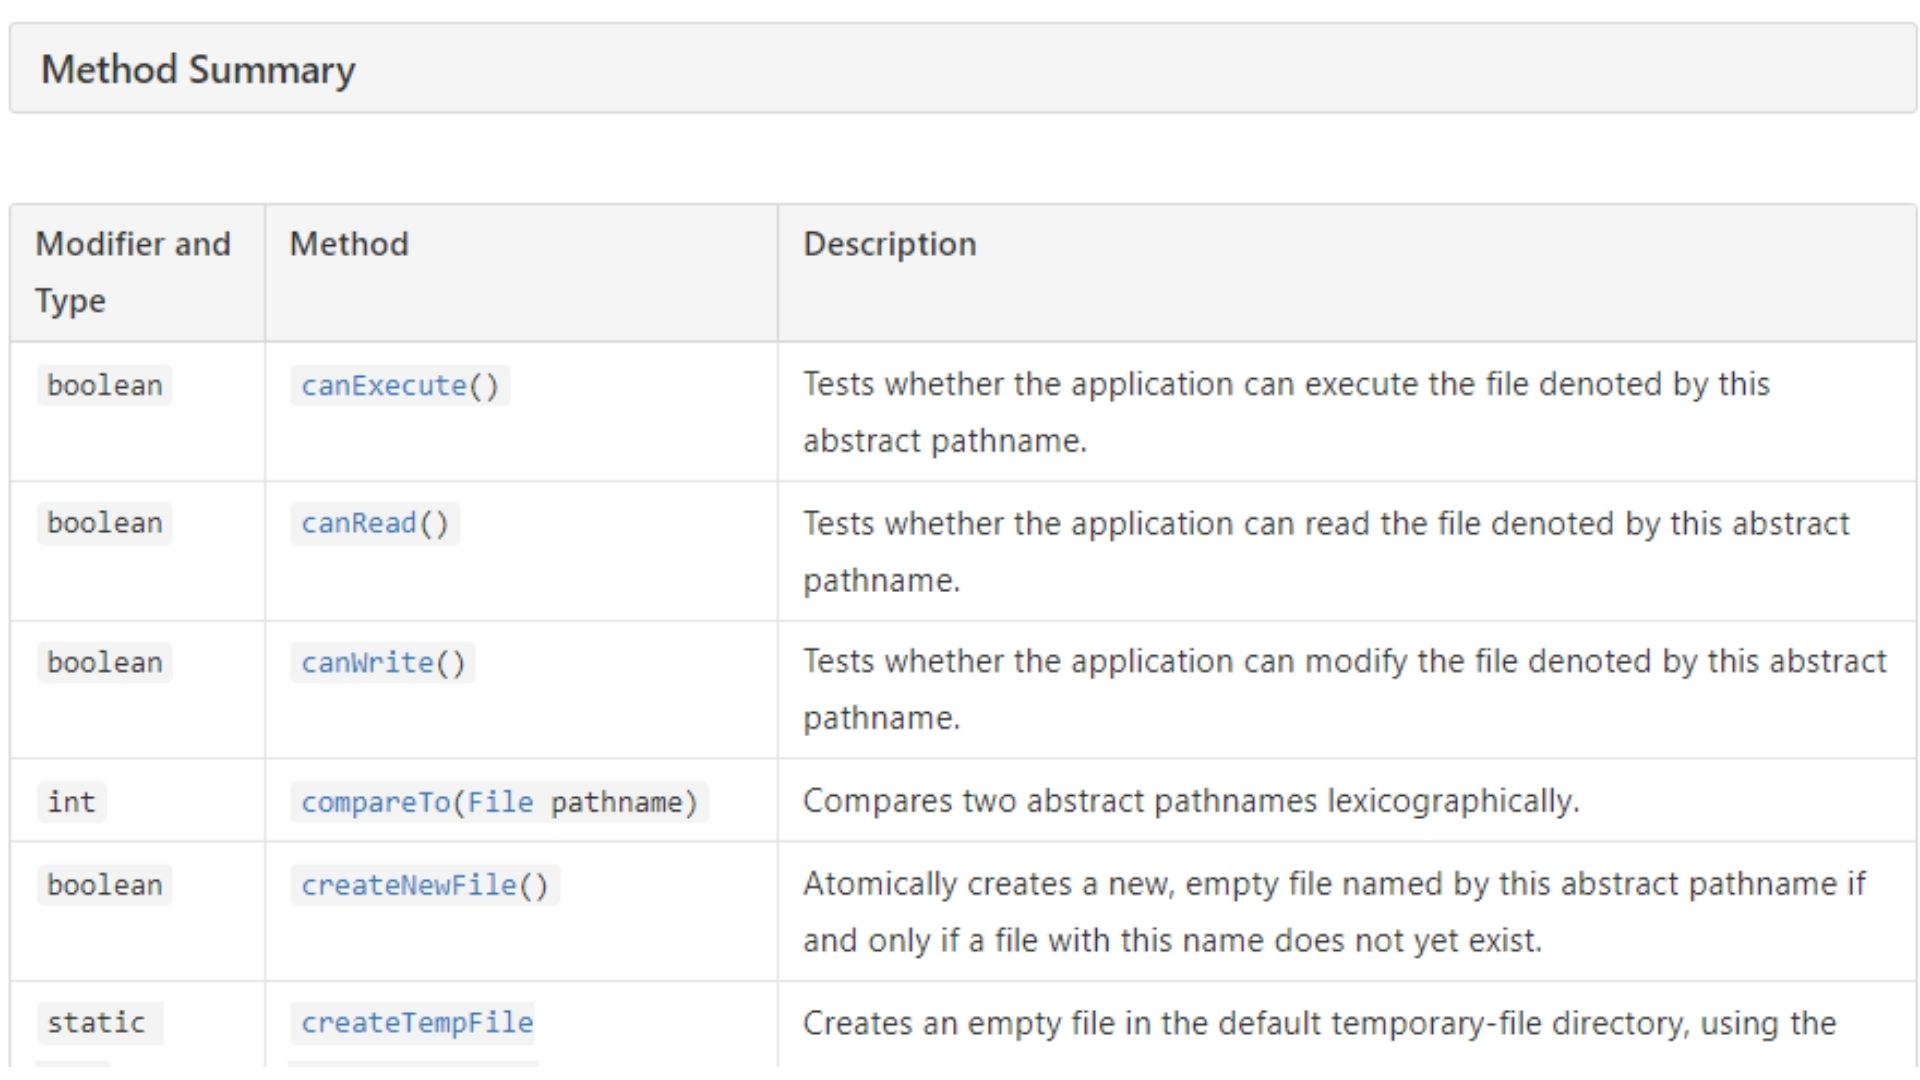 Method Summary
Modifier and Type
Method
Description
boolean
canExecute()
Tests whether the application can execute the file denoted by this
abstract pathname.
boolean
canRead()
Tests whether the application can read the file denoted by this abstract
pathname.
boolean
canWrite()
Tests whether the application can modify the file denoted by this abstract
pathname.
int
compareTo(File pathname)
Compares two abstract pathnames lexicographically.
boolean
createNewFile()
Atomically creates a new, empty file named by this abstract pathname if
and only if a file with this name does not yet exist.
static
createTempFile
Creates an empty file in the default temporary-file directory, using the